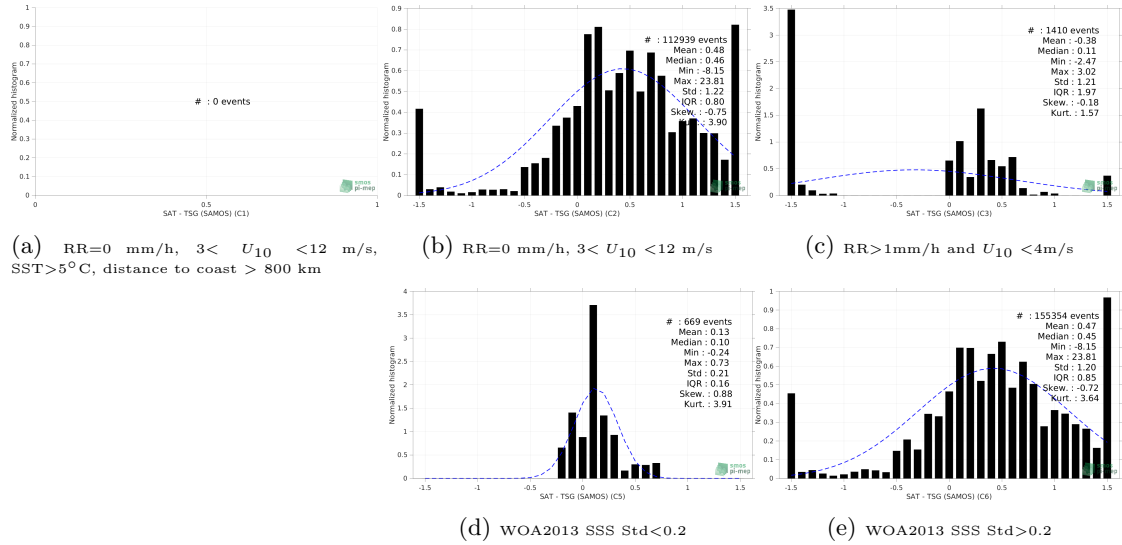 1
0.9
0.8
0.7
0.6
0.5
0.4
0.3
0.2
0.1
0
Normalized histogram
# : 0 events
smos
pi-mep
0 0.5 1
SAT - TSG (SAMOS) (C1)
(a) RR=0 mm/h, 3< U10 <12 m/s,
SST>5°C, distance to coast > 800 km
0.9
0.8
0.7
0.6
0.5
0.4
0.3
0.2
0.1
0
Normalized histogram
# : 112939 events
Mean : 0.48
Median : 0.46
Min : -8.15
Max : 23.81
Std : 1.22
IQR : 0.80
Skew. : -0.75
Kurt. : 3.90
smos
pi-mep
-1.5 -1 -0.5 0 0.5 1 1.5
SAT - TSG (SAMOS) (C2)
(b) RR=0 mm/h, 3< U10 <12 m/s
3.5
3
2.5
2
1.5
1
0.5
0
Normalized histogram
# : 1410 events
Mean : -0.38
Median : 0.11
Min : -2.47
Max : 3.02
Std : 1.21
IQR : 1.97
Skew. : -0.18
Kurt. : 1.57
smos
pi-mep
-1.5 -1 -0.5 0 0.5 1 1.5
SAT - TSG (SAMOS) (C3)
(c) RR>1mm/h and U10 <4m/s
4
3.5
3
2.5
2
1.5
1
0.5
0
Normalized histogram
# : 669 events
Mean : 0.13
Median : 0.10
Min : -0.24
Max : 0.73
Std : 0.21
IQR : 0.16
Skew. : 0.88
Kurt. : 3.91
smos
pi-mep
-1.5 -1 -0.5 0 0.5 1 1.5
SAT - TSG (SAMOS) (C5)
(d) WOA2013 SSS Std<0.2
1
0.9
0.8
0.7
0.6
0.5
0.4
0.3
0.2
0.1
0
Normalized histogram
# : 155354 events
Mean : 0.47
Median : 0.45
Min : -8.15
Max : 23.81
Std : 1.20
IQR : 0.85
Skew. : -0.72
Kurt. : 3.64
smos
pi-mep
-1.5 -1 -0.5 0 0.5 1 1.5
SAT - TSG (SAMOS) (C6)
(e) WOA2013 SSS Std>0.2